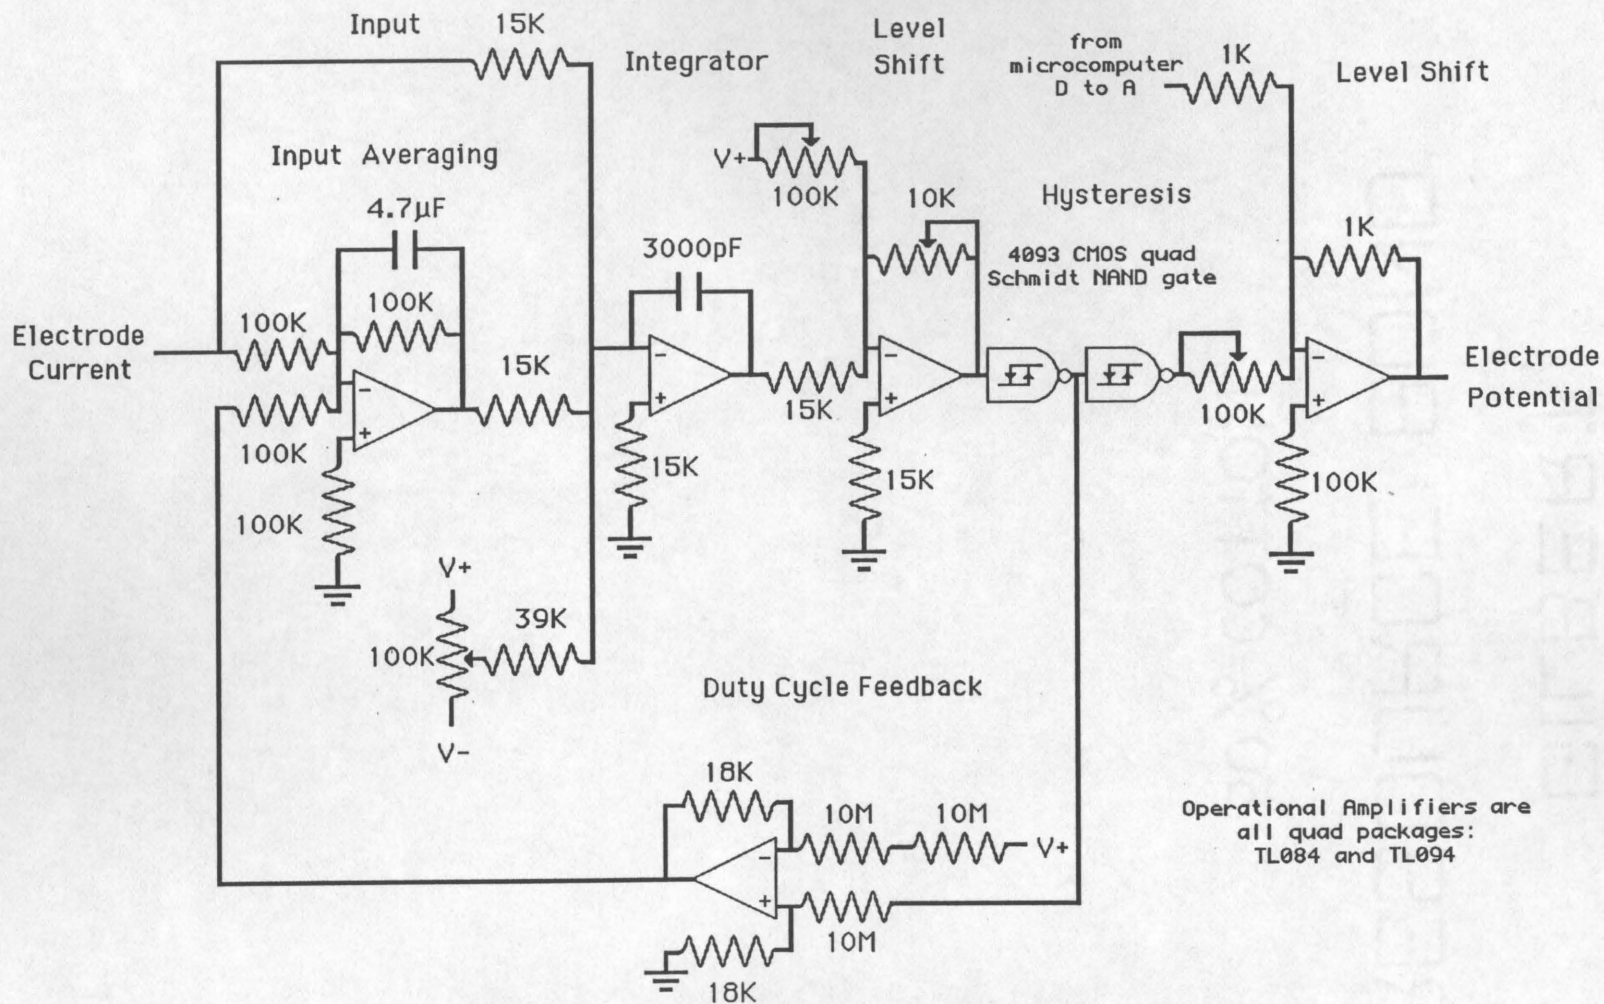 Input
15K
Integrator
Level
Shift
from
microcomputer
D to A
1K
Level Shift
Input Averaging
4.7µF
V+
100K
10K
Hysteresis
4093 CMOS quad
Schmidt NAND gate
1K
3000pF
100K
100K
Electrode
Current
15K
15K
100K
Electrode
Potential
100K
100K
15K
15K
100K
V+
39K
100K
V-
Duty Cycle Feedback
18K
10M
10M
V+
10M
18K
Operational Amplifiers are
all quad packages:
TL084 and TL094
-
+
-
+
-
+
-
+
-
+